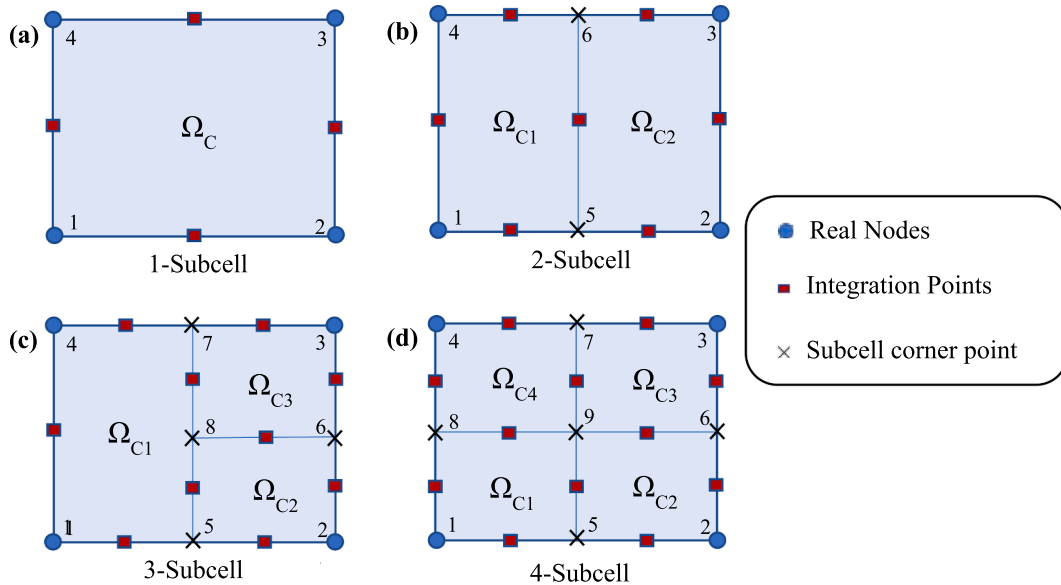 (a)
4
3
Ω_C
1
2
1-Subcell
(b)
4
6
3
Ω_C1
Ω_C2
1
5
2
2-Subcell
Real Nodes
Integration Points
Subcell corner point
(c)
4
7
3
Ω_C3
Ω_C1
8
6
Ω_C2
1
5
2
3-Subcell
(d)
4
7
3
Ω_C4
Ω_C3
8
9
6
Ω_C1
Ω_C2
1
5
2
4-Subcell